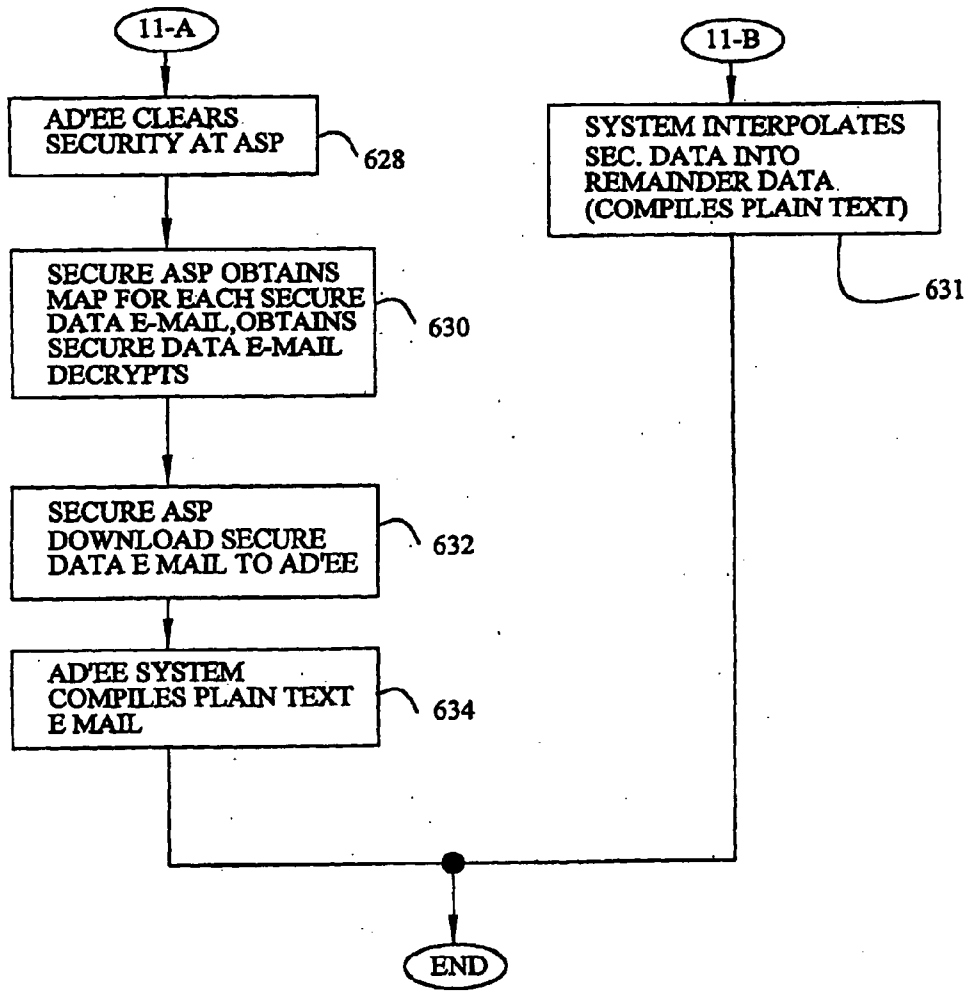 11-A
AD'EE CLEARS
SECURITY AT ASP
628
SECURE ASP OBTAINS
MAP FOR EACH SECURE
DATA E-MAIL,OBTAINS
SECURE DATA E-MAIL
DECRYPTS
630
SECURE ASP
DOWNLOAD SECURE
DATA E MAIL TO AD'EE
632
AD'EE SYSTEM
COMPILES PLAIN TEXT
E MAIL
634
11-B
SYSTEM INTERPOLATES
SEC. DATA INTO
REMAINDER DATA
(COMPILES PLAIN TEXT)
631
END